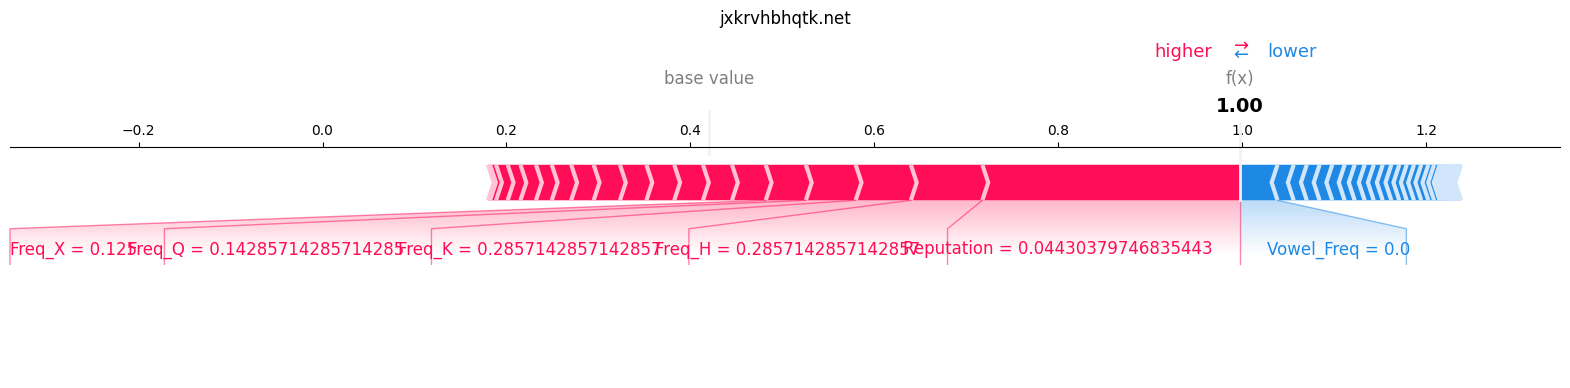 jxkrvhbhqtk.net
higher ⇄ lower
base value f(x)
1.00
−0.2 0.0 0.2 0.4 0.6 0.8 1.0 1.2
Freq_X = 0.125 Freq_Q = 0.14285714285714285 Freq_K = 0.2857142857142857 Freq_H = 0.2857142857142857 Reputation = 0.04430379746835443 Vowel_Freq = 0.0